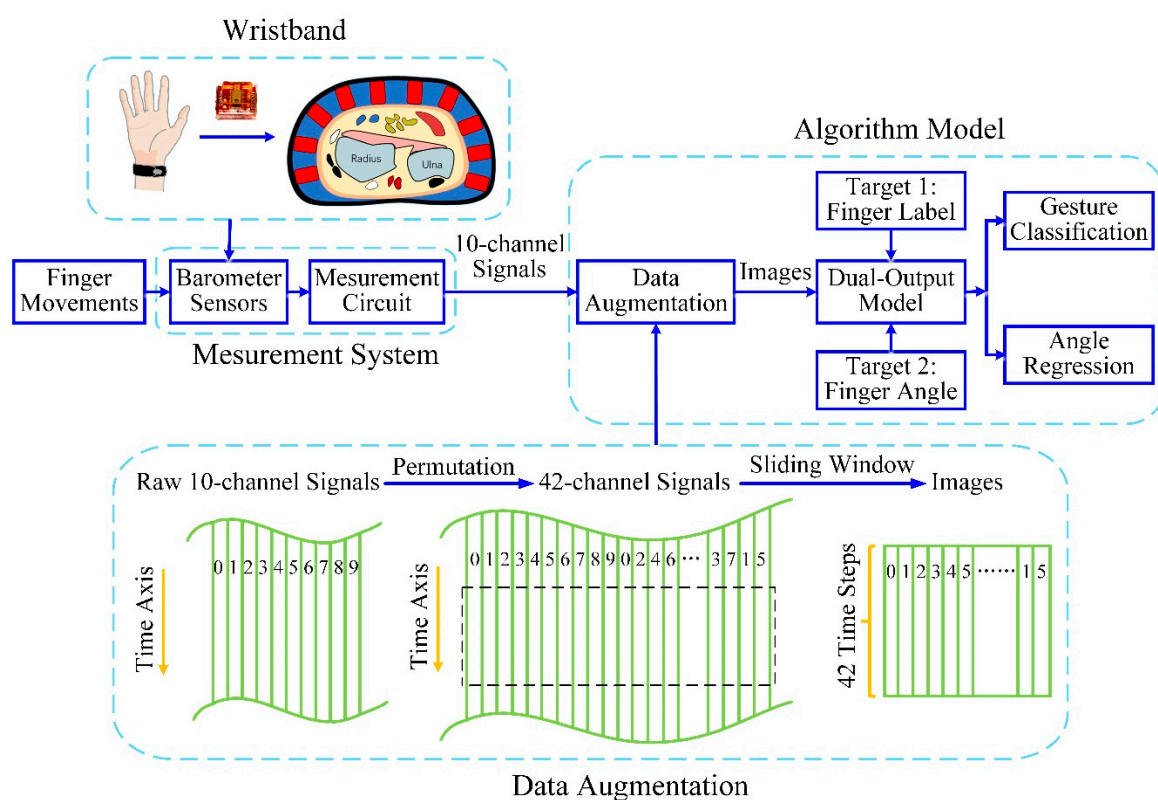 Wristband
Radius
Ulna
Algorithm Model
Target 1:
Finger Label
Gesture
Classification
10-channel
Signals
Finger
Movements
Barometer
Sensors
Mesurement
Circuit
Data
Augmentation
Images
Dual-Output
Model
Mesurement System
Target 2:
Finger Angle
Angle
Regression
Raw 10-channel Signals
Permutation
42-channel Signals
Sliding Window
Images
Time Axis
0 1 2 3 4 5 6 7 8 9
Time Axis
0 1 2 3 4 5 6 7 8 9 0 2 4 6 ··· 3 7 1 5
42 Time Steps
0 1 2 3 4 5 ······ 1 5
Data Augmentation